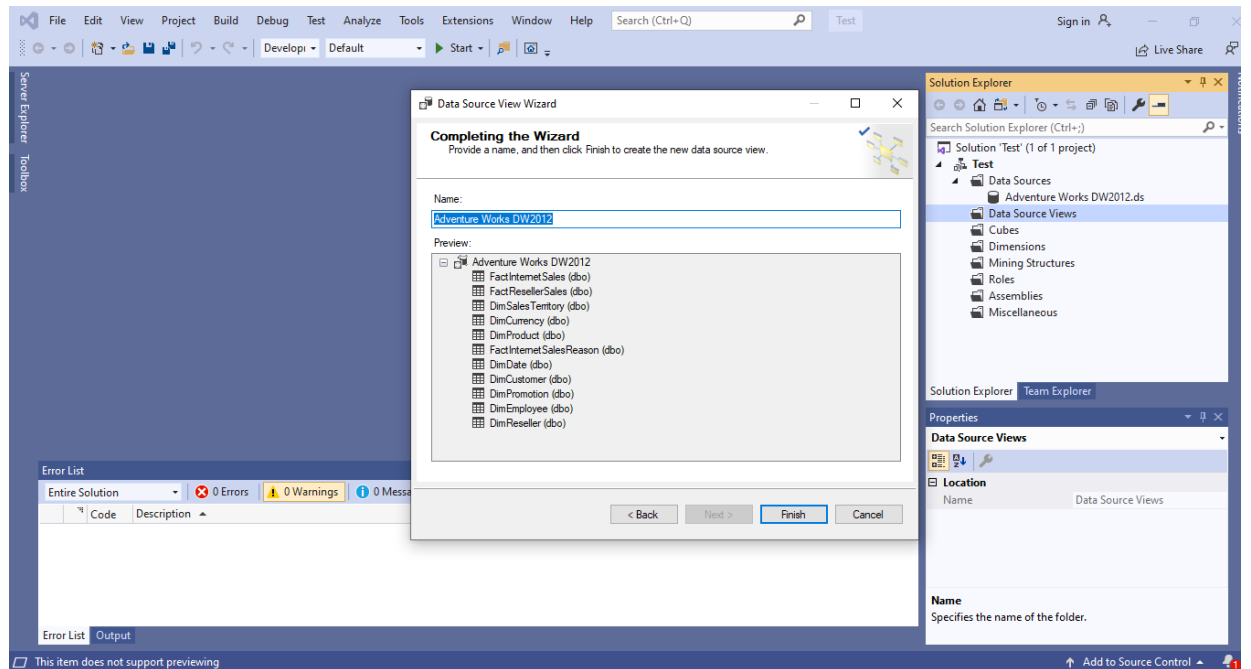 File Edit View Project Build Debug Test Analyze Tools Extensions Window Help Search (Ctrl+Q) Test Sign in
Developı Default Start Live Share
Server Explorer
Toolbox
Notifications
Data Source View Wizard
Completing the Wizard
Provide a name, and then click Finish to create the new data source view.
Name:
Adventure Works DW2012
Preview:
Adventure Works DW2012
FactInternetSales (dbo)
FactResellerSales (dbo)
DimSalesTerritory (dbo)
DimCurrency (dbo)
DimProduct (dbo)
FactInternetSalesReason (dbo)
DimDate (dbo)
DimCustomer (dbo)
DimPromotion (dbo)
DimEmployee (dbo)
DimReseller (dbo)
< Back Next > Finish Cancel
Solution Explorer
Search Solution Explorer (Ctrl+;)
Solution 'Test' (1 of 1 project)
Test
Data Sources
Adventure Works DW2012.ds
Data Source Views
Cubes
Dimensions
Mining Structures
Roles
Assemblies
Miscellaneous
Solution Explorer Team Explorer
Properties
Data Source Views
Location
Name Data Source Views
Name
Specifies the name of the folder.
Error List
Entire Solution 0 Errors 0 Warnings 0 Messa
Code Description
Error List Output
This item does not support previewing Add to Source Control 1